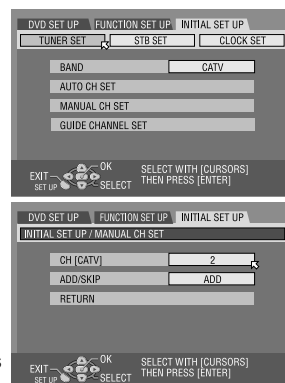 DVD SET UP FUNCTION SET UP INITIAL SET UP
TUNER SET STB SET CLOCK SET
BAND CATV
AUTO CH SET
MANUAL CH SET
GUIDE CHANNEL SET
EXIT OK SELECT WITH [CURSORS]
SET UP SELECT THEN PRESS [ENTER]
DVD SET UP FUNCTION SET UP INITIAL SET UP
INITIAL SET UP / MANUAL CH SET
CH [CATV] 2
ADD/SKIP ADD
RETURN
s
EXIT OK SELECT WITH [CURSORS]
SET UP SELECT THEN PRESS [ENTER]